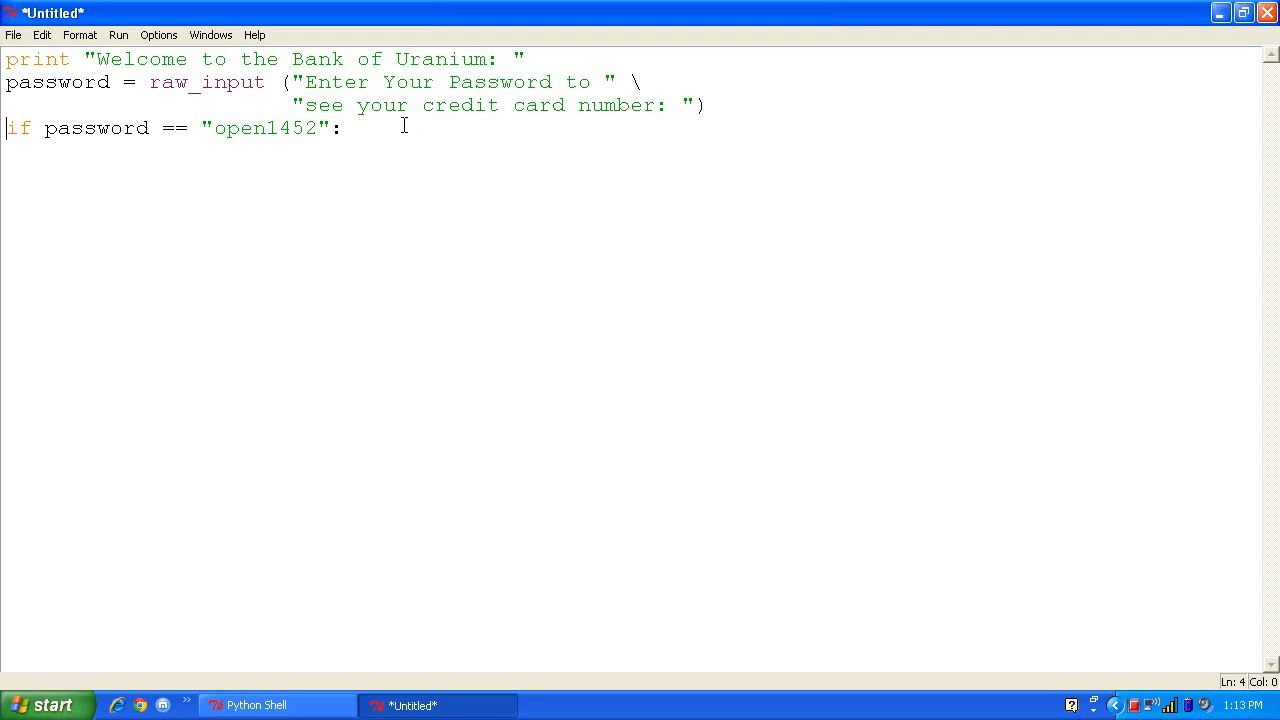 *Untitled*
File Edit Format Run Options Windows Help
print "Welcome to the Bank of Uranium: "
password = raw_input ("Enter Your Password to " \
"see your credit card number: ")
if password == "open1452":
Ln: 4 Col: 0
start » Python Shell *Untitled* 1:13 PM